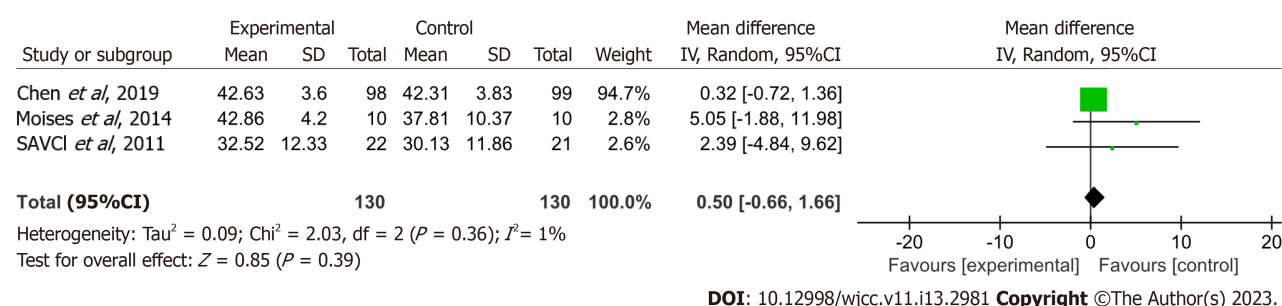 Experimental Control Mean difference Mean difference
Study or subgroup Mean SD Total Mean SD Total Weight IV, Random, 95%CI IV, Random, 95%CI
Chen et al, 2019 42.63 3.6 98 42.31 3.83 99 94.7% 0.32 [-0.72, 1.36]
Moises et al, 2014 42.86 4.2 10 37.81 10.37 10 2.8% 5.05 [-1.88, 11.98]
SAVCl et al, 2011 32.52 12.33 22 30.13 11.86 21 2.6% 2.39 [-4.84, 9.62]
Total (95%CI) 130 130 100.0% 0.50 [-0.66, 1.66]
Heterogeneity: Tau² = 0.09; Chi² = 2.03, df = 2 (P = 0.36); I² = 1%
Test for overall effect: Z = 0.85 (P = 0.39)
-20 -10 0 10 20
Favours [experimental] Favours [control]
DOI: 10.12998/wjcc.v11.i13.2981 Copyright ©The Author(s) 2023.